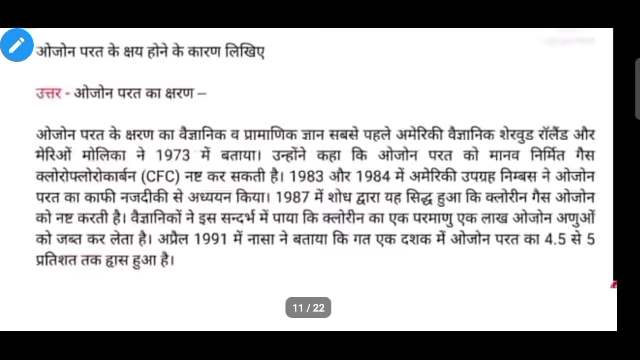 ओजोन परत के क्षय होने के कारण लिखिए
उत्तर - ओजोन परत का क्षरण –
ओजोन परत के क्षरण का वैज्ञानिक व प्रामाणिक ज्ञान सबसे पहले अमेरिकी वैज्ञानिक शेरवुड रॉलैंड और
मेरिओं मोलिका ने 1973 में बताया। उन्होंने कहा कि ओजोन परत को मानव निर्मित गैस
क्लोरोफ्लोरोकार्बन (CFC) नष्ट कर सकती है। 1983 और 1984 में अमेरिकी उपग्रह निम्बस ने ओजोन
परत का काफी नजदीकी से अध्ययन किया। 1987 में शोध द्वारा यह सिद्ध हुआ कि क्लोरीन गैस ओजोन
को नष्ट करती है। वैज्ञानिकों ने इस सन्दर्भ में पाया कि क्लोरीन का एक परमाणु एक लाख ओजोन अणुओं
को जब्त कर लेता है। अप्रैल 1991 में नासा ने बताया कि गत एक दशक में ओजोन परत का 4.5 से 5
प्रतिशत तक ह्रास हुआ है।
11 / 22